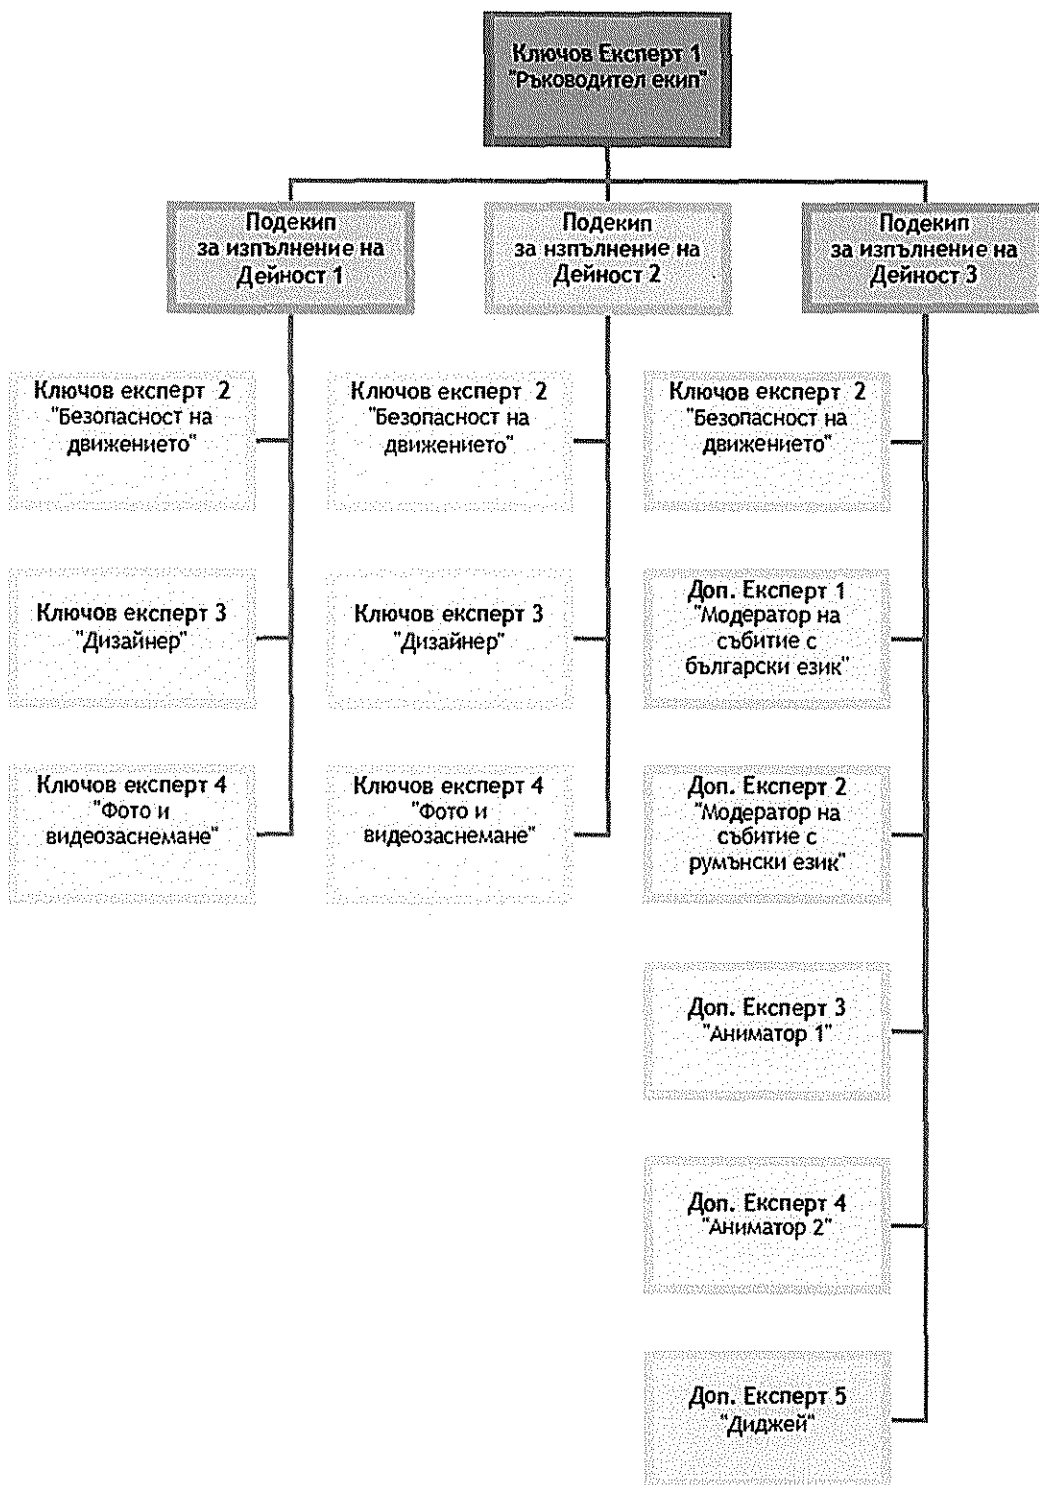 Ключов Експерт 1
"Ръководител екип"
Подекип
за изпълнение на
Дейност 1
Подекип
за изпълнение на
Дейност 2
Подекип
за изпълнение на
Дейност 3
Ключов експерт 2
"Безопасност на
движението"
Ключов експерт 3
"Дизайнер"
Ключов експерт 4
"Фото и
видеозаснемане"
Ключов експерт 2
"Безопасност на
движението"
Ключов експерт 3
"Дизайнер"
Ключов експерт 4
"Фото и
видеозаснемане"
Ключов експерт 2
"Безопасност на
движението"
Доп. Експерт 1
"Модератор на
събитие с
български език"
Доп. Експерт 2
"Модератор на
събитие с
румънски език"
Доп. Експерт 3
"Аниматор 1"
Доп. Експерт 4
"Аниматор 2"
Доп. Експерт 5
"Диджей"